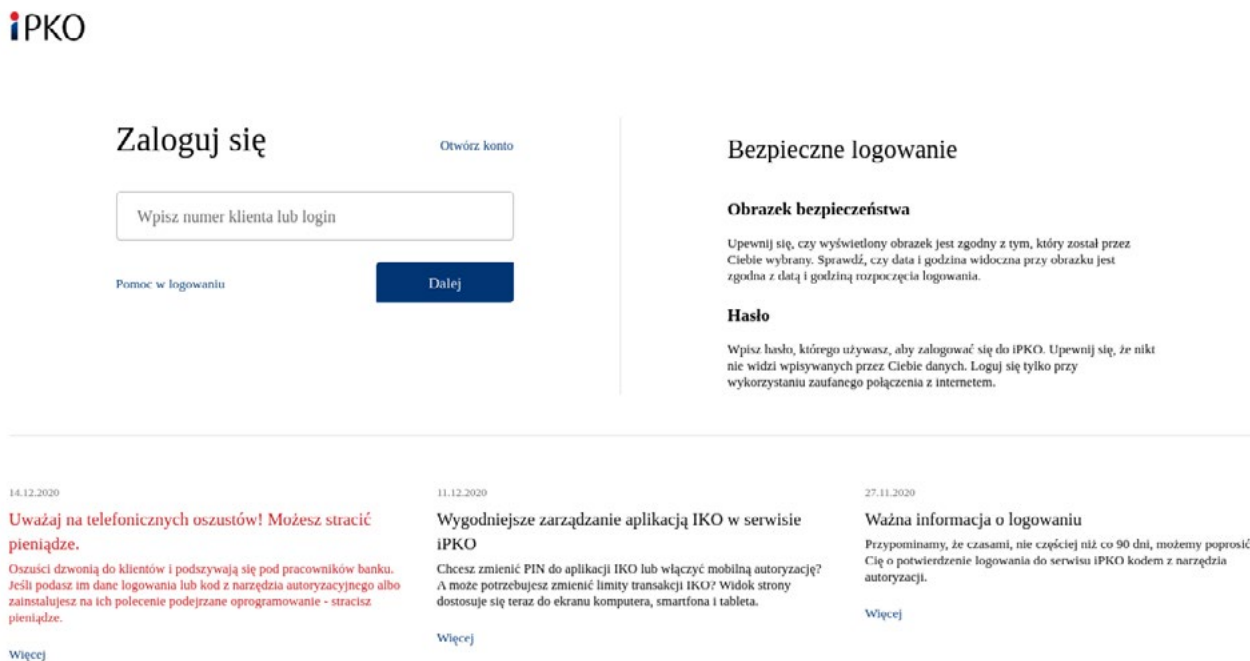 iPKO
Zaloguj się
Otwórz konto
Wpisz numer klienta lub login
Pomoc w logowaniu
Dalej
Bezpieczne logowanie
Obrazek bezpieczeństwa
Upewnij się, czy wyświetlony obrazek jest zgodny z tym, który został przez
Ciebie wybrany. Sprawdź, czy data i godzina widoczna przy obrazku jest
zgodna z datą i godziną rozpoczęcia logowania.
Hasło
Wpisz hasło, którego używasz, aby zalogować się do iPKO. Upewnij się, że nikt
nie widzi wpisywanych przez Ciebie danych. Loguj się tylko przy
wykorzystaniu zaufanego połączenia z internetem.
14.12.2020
Uważaj na telefonicznych oszustów! Możesz stracić
pieniądze.
Oszuści dzwonią do klientów i podszywają się pod pracowników banku.
Jeśli podasz im dane logowania lub kod z narzędzia autoryzacyjnego albo
zainstalujesz na ich polecenie podejrzane oprogramowanie - stracisz
pieniądze.
Więcej
11.12.2020
Wygodniejsze zarządzanie aplikacją IKO w serwisie
iPKO
Chcesz zmienić PIN do aplikacji IKO lub włączyć mobilną autoryzację?
A może potrzebujesz zmienić limity transakcji IKO? Widok strony
dostosuje się teraz do ekranu komputera, smartfona i tableta.
Więcej
27.11.2020
Ważna informacja o logowaniu
Przypominamy, że czasami, nie częściej niż co 90 dni, możemy poprosić
Cię o potwierdzenie logowania do serwisu iPKO kodem z narzędzia
autoryzacji.
Więcej